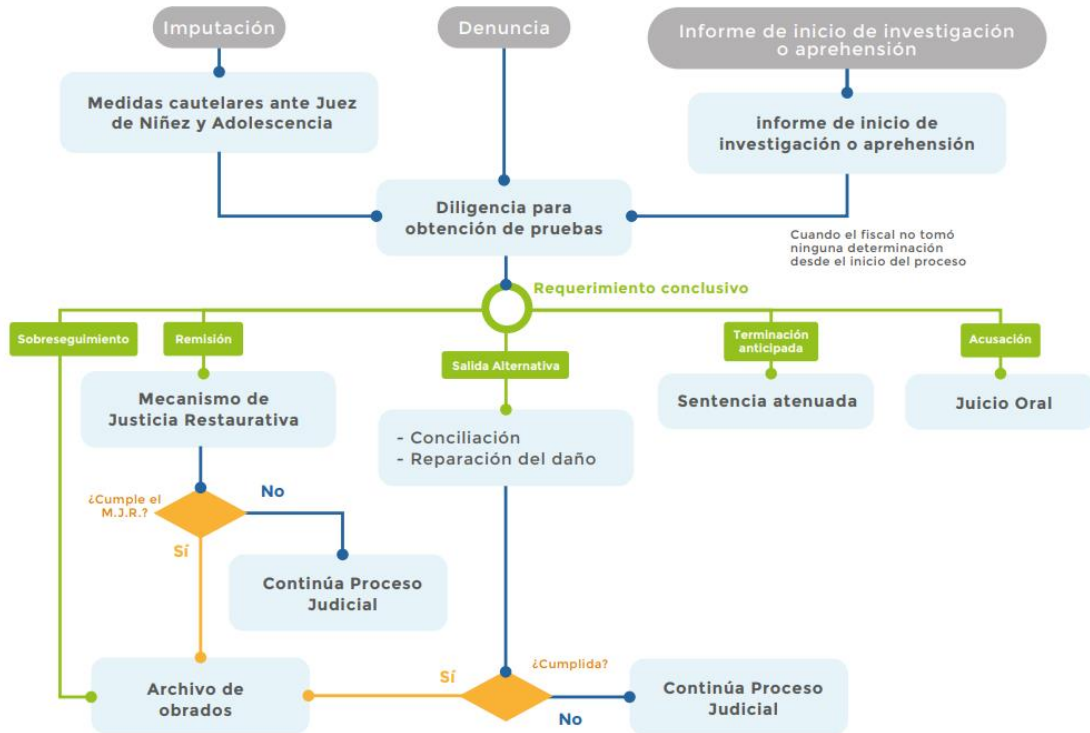 Imputación
Denuncia
Informe de inicio de investigación
o aprehensión
Medidas cautelares ante Juez
de Niñez y Adolescencia
informe de inicio de
investigación o aprehensión
Diligencia para
obtención de pruebas
Cuando el fiscal no tomó
ninguna determinación
desde el inicio del proceso
Requerimiento conclusivo
Sobreseguimiento
Remisión
Salida Alternativa
Terminación
anticipada
Acusación
Mecanismo de
Justicia Restaurativa
- Conciliación
- Reparación del daño
Sentencia atenuada
Juicio Oral
¿Cumple el
M.J.R.?
No
Sí
Continúa Proceso
Judicial
Archivo de
obrados
Sí
¿Cumplida?
No
Continúa Proceso
Judicial